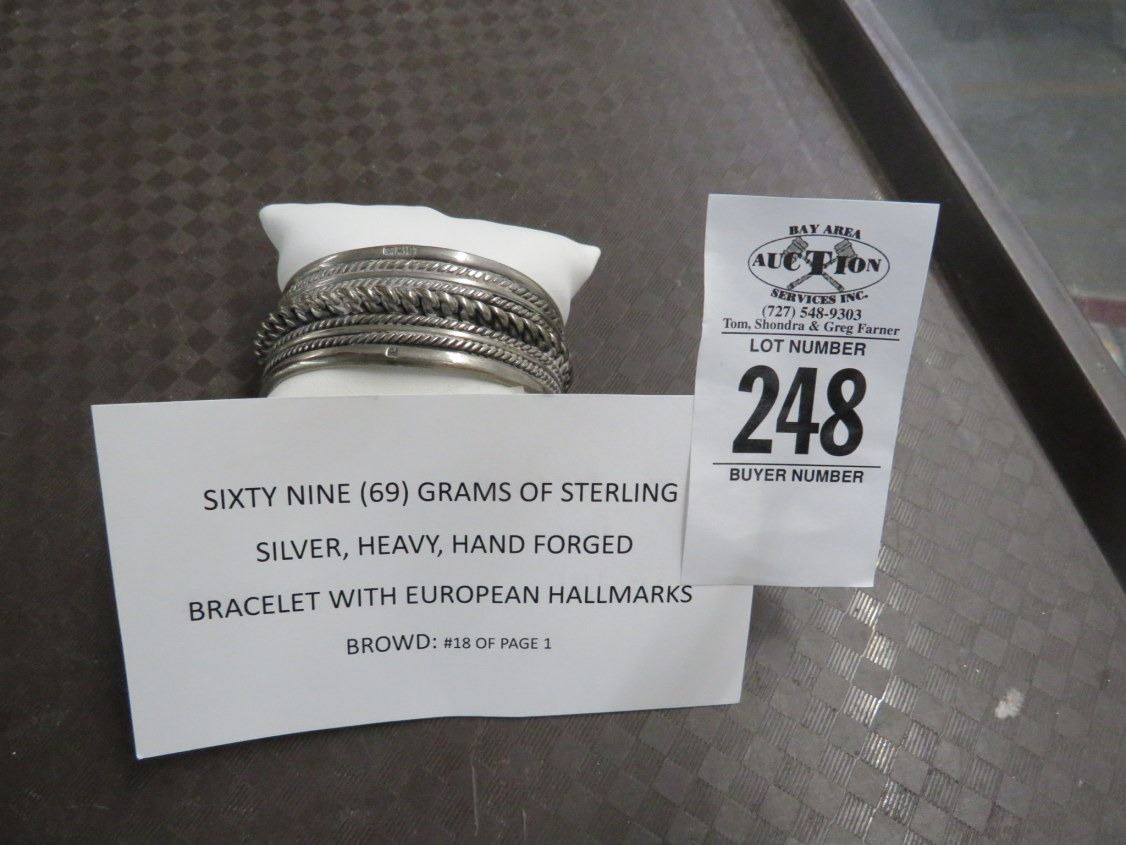 SIXTY NINE (69) GRAMS OF STERLING
SILVER, HEAVY, HAND FORGED
BRACELET WITH EUROPEAN HALLMARKS
BROWD: #18 OF PAGE 1
BAY AREA
AUCTION
SERVICES INC.
(727) 548-9303
Tom, Shondra & Greg Farner
LOT NUMBER
248
BUYER NUMBER